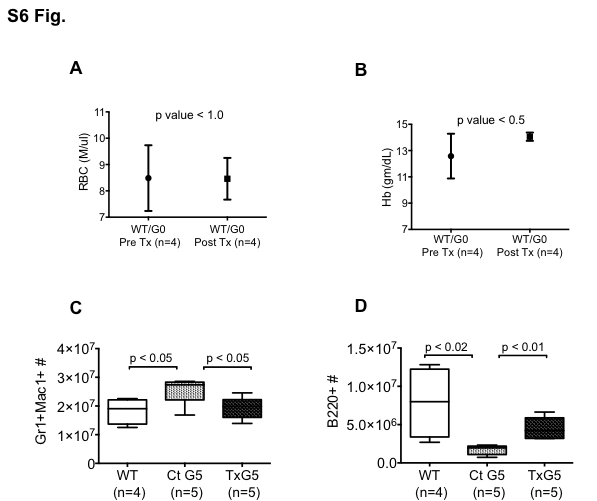 S6 Fig.
A
p value < 1.0
RBC (M/ul)
11
10
9
8
7
WT/G0
Pre Tx (n=4)
WT/G0
Post Tx (n=4)
B
p value < 0.5
Hb (gm/dL)
15
13
11
9
7
WT/G0
Pre Tx (n=4)
WT/G0
Post Tx (n=4)
C
Gr1+Mac1+ #
4×10⁷
3×10⁷
2×10⁷
1×10⁷
0
p < 0.05
p < 0.05
WT
(n=4)
Ct G5
(n=5)
TxG5
(n=5)
D
B220+ #
1.5×10⁷
1.0×10⁷
5.0×10⁶
0.0
p < 0.02
p < 0.01
WT
(n=4)
Ct G5
(n=5)
TxG5
(n=5)